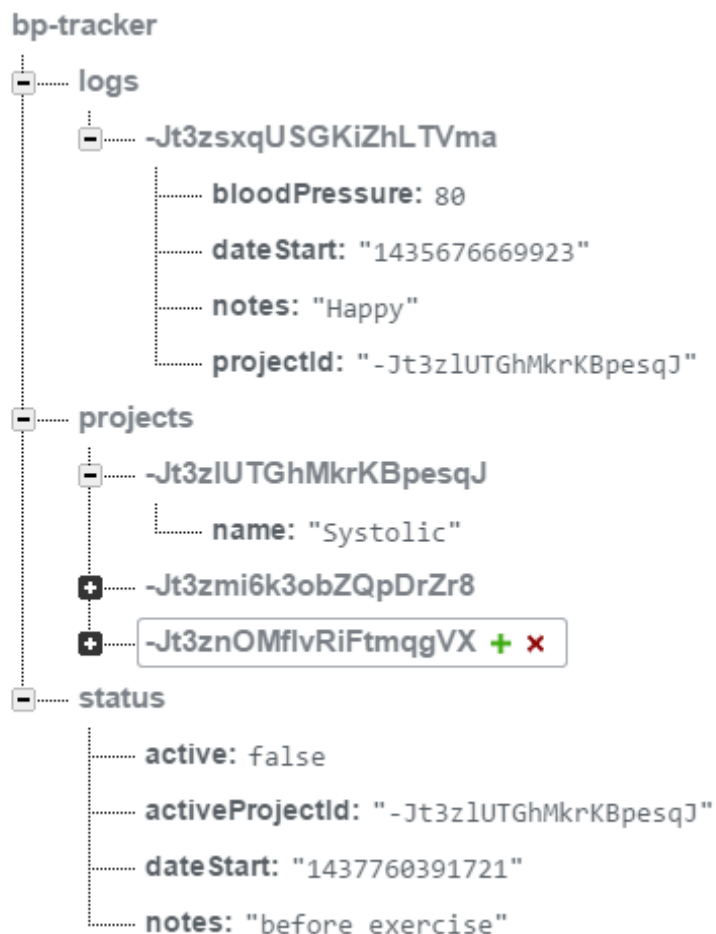 bp-tracker
logs
-Jt3zsxqUSGKiZhLTVma
bloodPressure: 80
dateStart: "1435676669923"
notes: "Happy"
projectId: "-Jt3zlUTGhMkrKBpesqJ"
projects
-Jt3zlUTGhMkrKBpesqJ
name: "Systolic"
-Jt3zmi6k3obZQpDrZr8
-Jt3znOMflvRiFtmqgVX
status
active: false
activeProjectId: "-Jt3zlUTGhMkrKBpesqJ"
dateStart: "1437760391721"
notes: "before exercise"